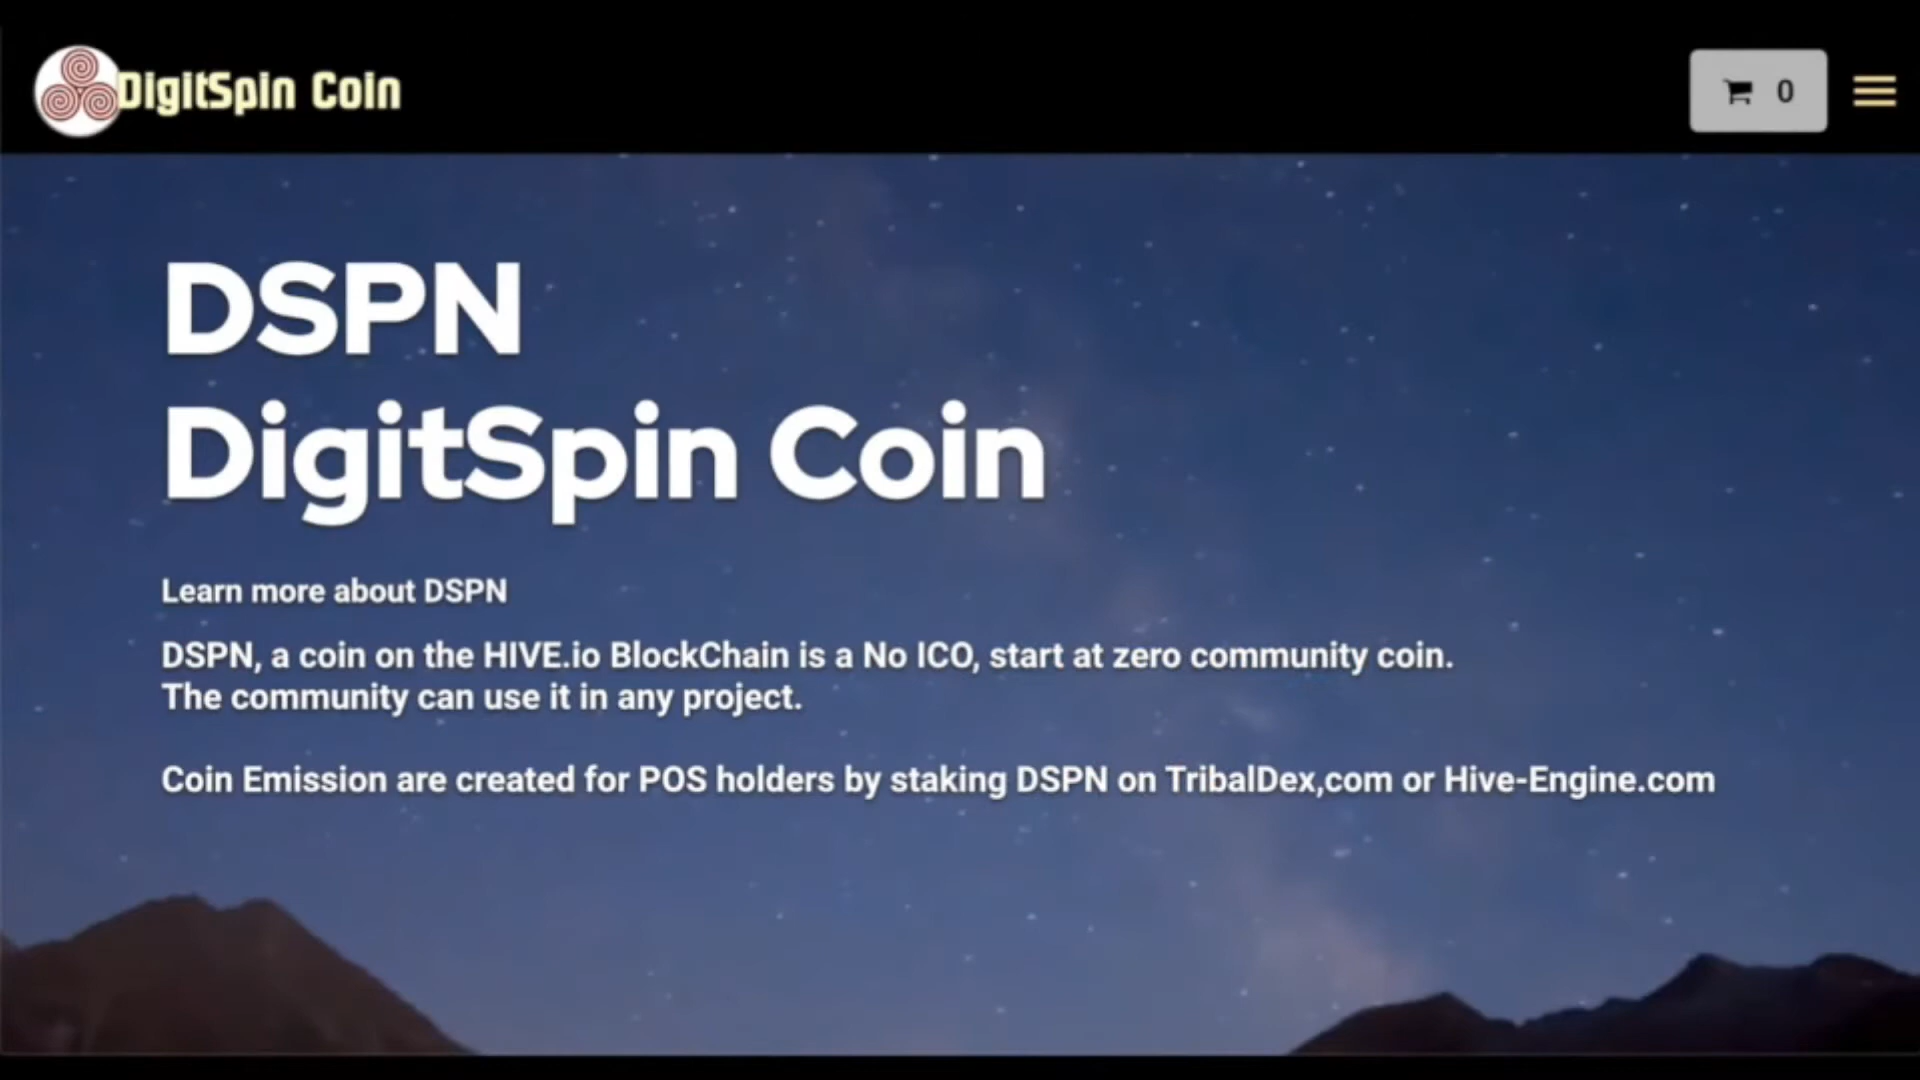 DigitSpin Coin
0
DSPN
DigitSpin Coin
Learn more about DSPN
DSPN, a coin on the HIVE.io BlockChain is a No ICO, start at zero community coin.
The community can use it in any project.
Coin Emission are created for POS holders by staking DSPN on TribalDex,com or Hive-Engine.com